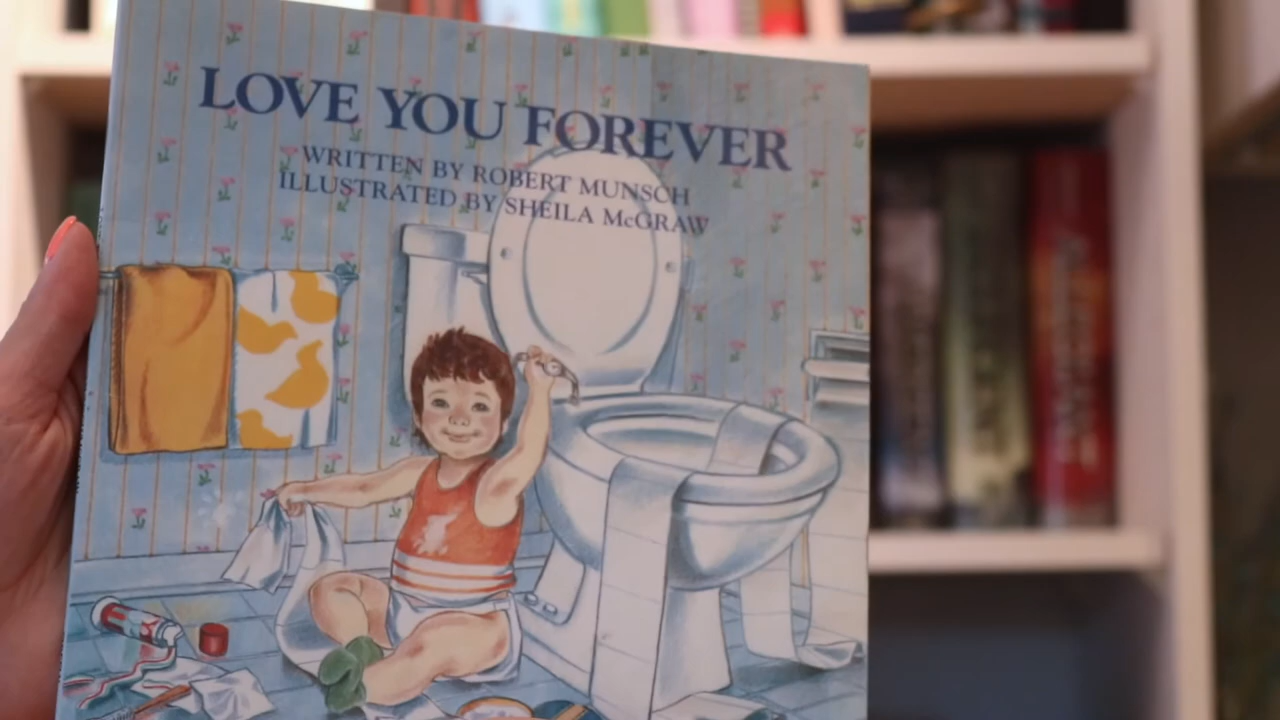 LOVE YOU FOREVER
WRITTEN BY ROBERT MUNSCH
ILLUSTRATED BY SHEILA McGRAW